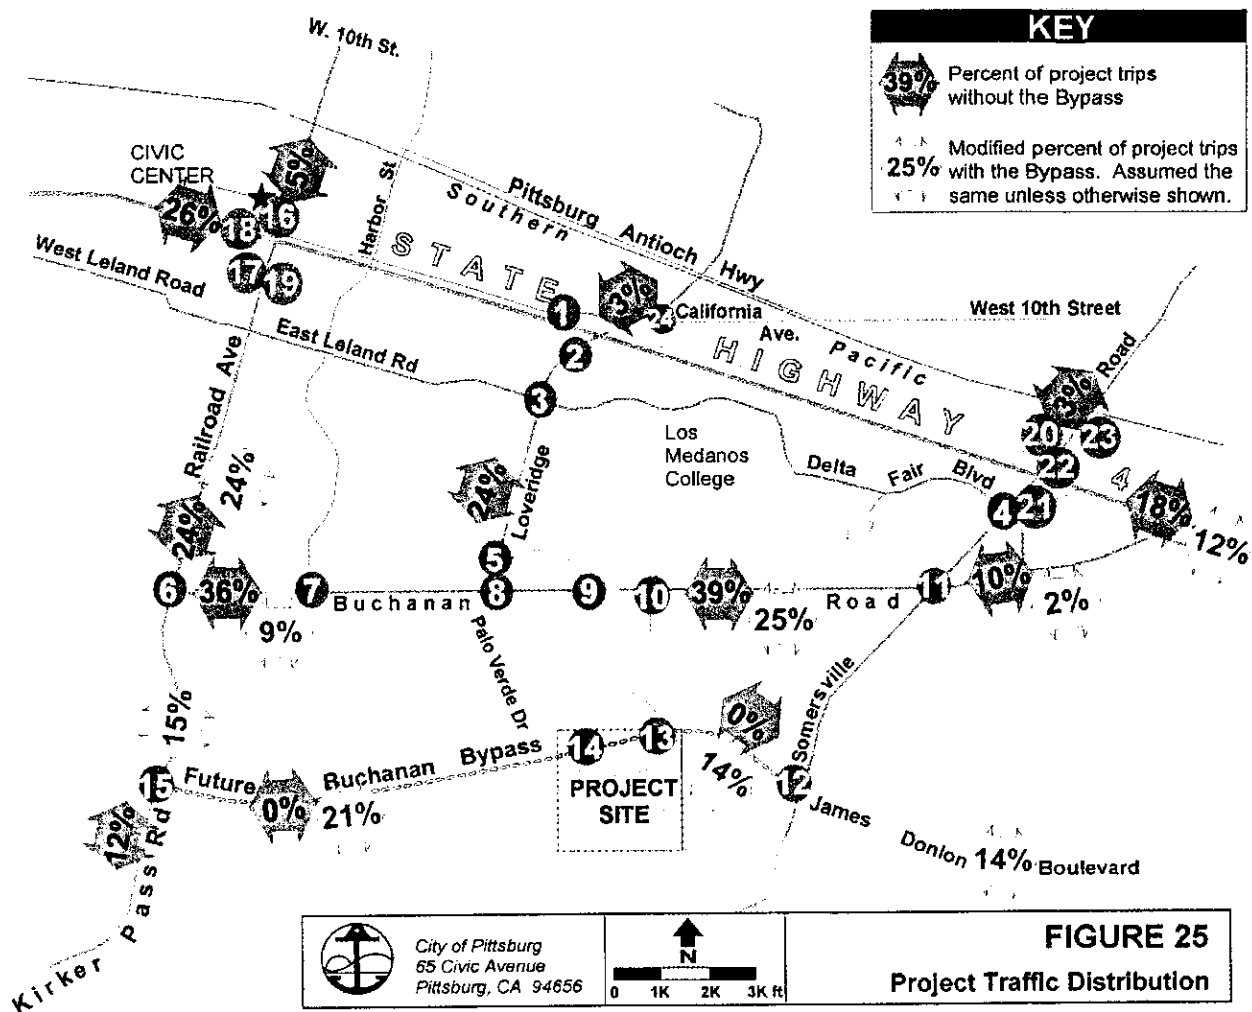 W. 10th St.
KEY
39%
Percent of project trips
without the Bypass
25%
Modified percent of project trips
with the Bypass. Assumed the
same unless otherwise shown.
CIVIC
CENTER
5%
26%
16
18
17
19
Harbor St
Pittsburg Antioch Hwy
Southern Pacific
STATE HIGHWAY 4
West Leland Road
East Leland Rd
Railroad Ave
1
2
3
3%
24
California
Ave.
West 10th Street
Road
3%
20
23
22
21
4
Los
Medanos
College
Delta Fair Blvd
18%
12%
24%
24%
24%
Loveridge
5
6
36%
9%
7
Buchanan Road
8
9
10
39%
25%
11
10%
2%
Palo Verde Dr
Somersville
15%
15
Future Buchanan Bypass
0%
21%
14
13
0%
14%
12
PROJECT
SITE
James Donlon Boulevard
14%
12%
Kirker Pass Rd
City of Pittsburg
65 Civic Avenue
Pittsburg, CA 94656
N
0 1K 2K 3K ft
FIGURE 25
Project Traffic Distribution